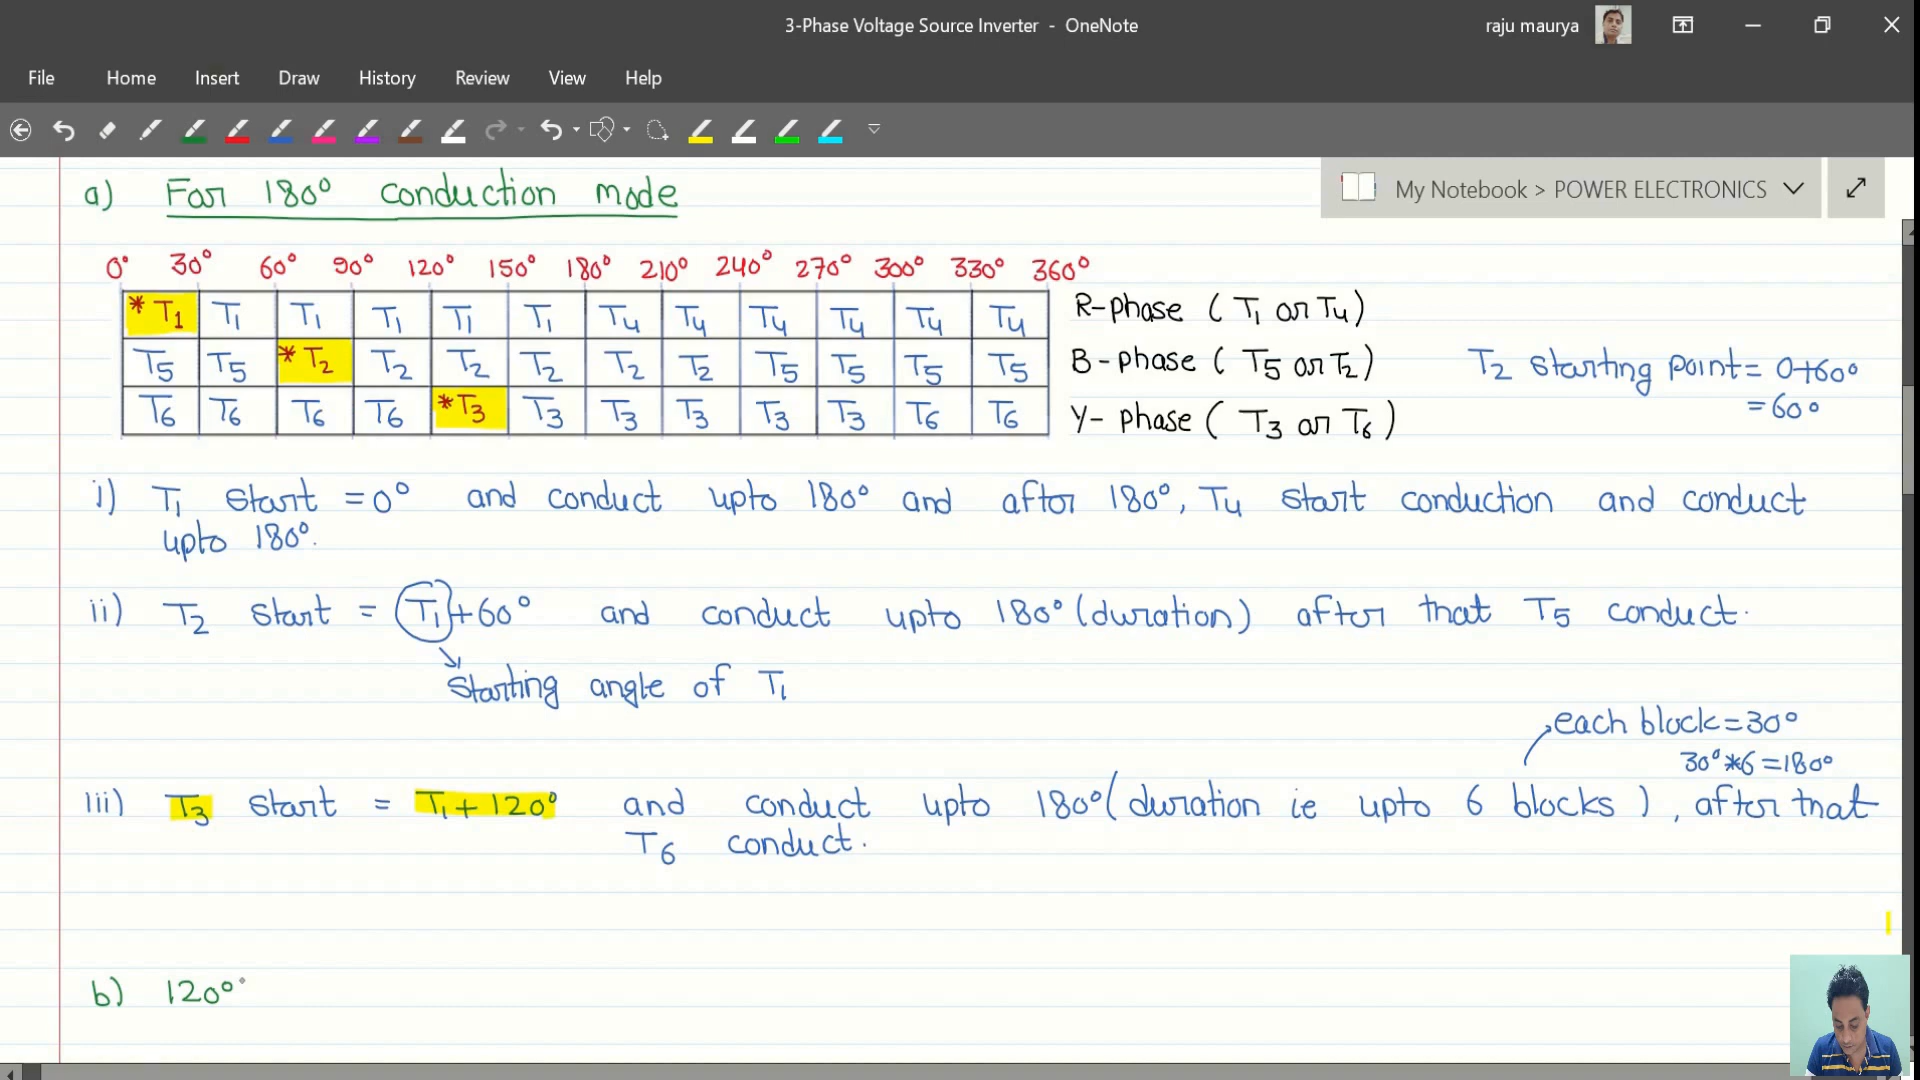 3-Phase Voltage Source Inverter - OneNote
raju maurya
File Home Insert Draw History Review View Help
My Notebook > POWER ELECTRONICS
a) For 180° conduction mode
0° 30° 60° 90° 120° 150° 180° 210° 240° 270° 300° 330° 360°
* T1 T1 T1 T1 T1 T1 T4 T4 T4 T4 T4 T4 R-phase ( T1 or T4 )
T5 T5 * T2 T2 T2 T2 T2 T2 T5 T5 T5 T5 B-phase ( T5 or T2 )
T6 T6 T6 T6 * T3 T3 T3 T3 T3 T3 T6 T6 Y- phase ( T3 or T6 )
T2 starting point = 0+60°
= 60°
i) T1 start = 0° and conduct upto 180° and after 180°, T4 start conduction and conduct
upto 180°.
ii) T2 start = T1 + 60° and conduct upto 180° (duration) after that T5 conduct.
starting angle of T1
each block = 30°
30° * 6 = 180°
iii) T3 start = T1 + 120° and conduct upto 180° ( duration ie upto 6 blocks ) , after that
T6 conduct.
b) 120°